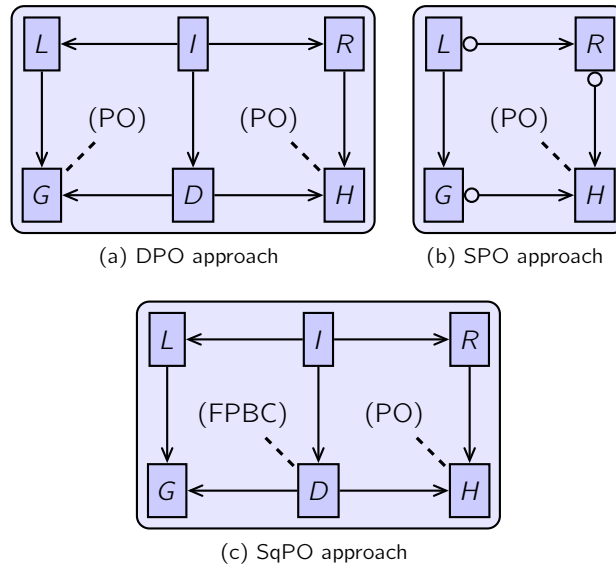 L I R L R
(PO) (PO) (PO)
G D H G H
(a) DPO approach (b) SPO approach
L I R
(FPBC) (PO)
G D H
(c) SqPO approach